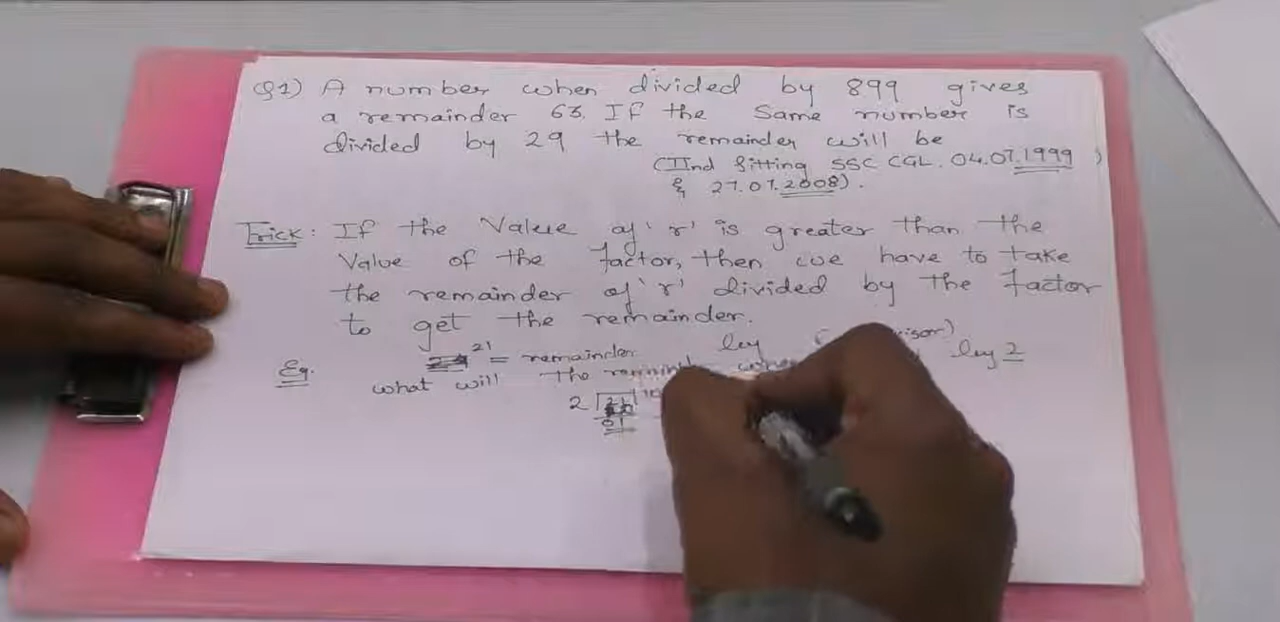 Q1) A number when divided by 899 gives
a remainder 63. If the same number is
divided by 29 the remainder will be
(IInd Sitting SSC CGL. 04.07.1999
& 27.07.2008).
Trick: If the Value of 'r' is greater than the
Value of the factor, then we have to take
the remainder of 'r' divided by the factor
to get the remainder.
21 = remainder by
Eg. what will the by 2
2
01